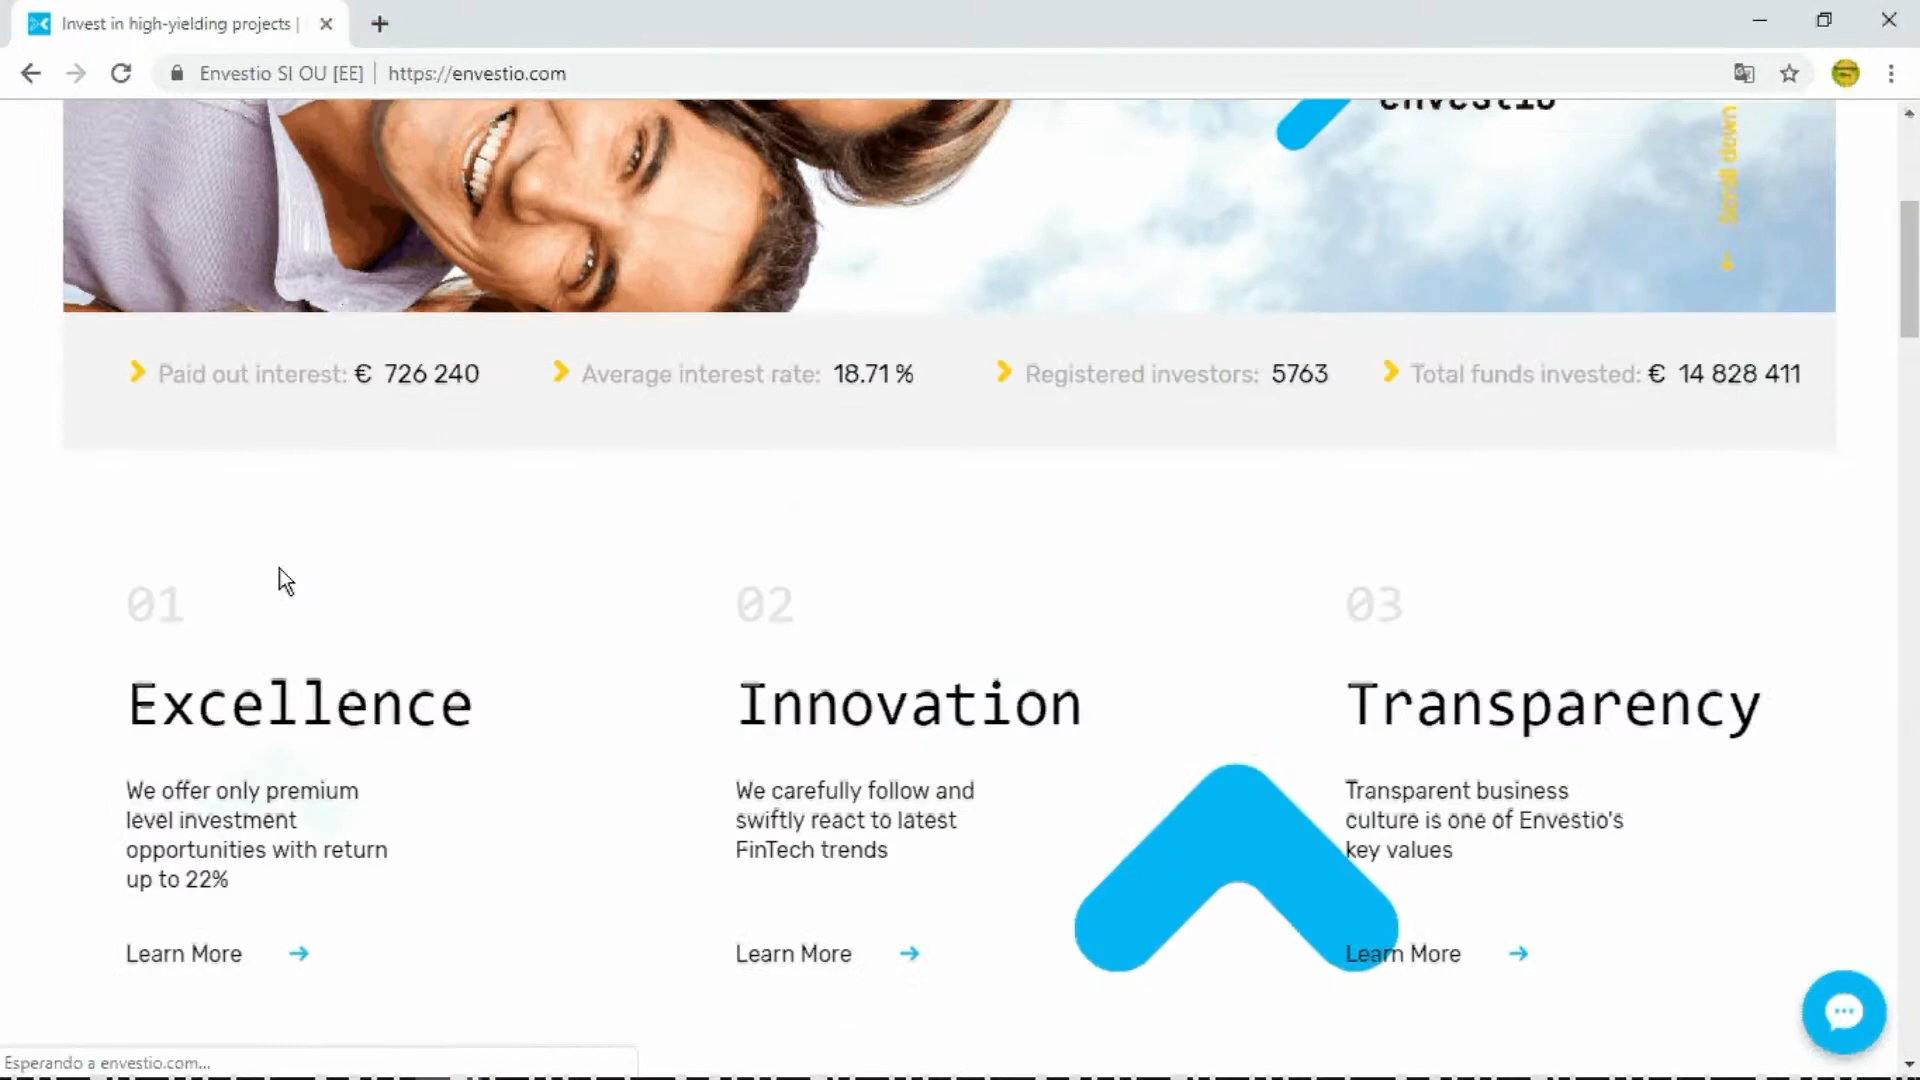 Invest in high-yielding projects |
Envestio SI OU [EE] | https://envestio.com
envestio
Scroll down
Paid out interest: € 726 240
Average interest rate: 18.71 %
Registered investors: 5763
Total funds invested: € 14 828 411
01
Excellence
We offer only premium
level investment
opportunities with return
up to 22%
Learn More
02
Innovation
We carefully follow and
swiftly react to latest
FinTech trends
Learn More
03
Transparency
Transparent business
culture is one of Envestio's
key values
Learn More
Esperando a envestio.com...